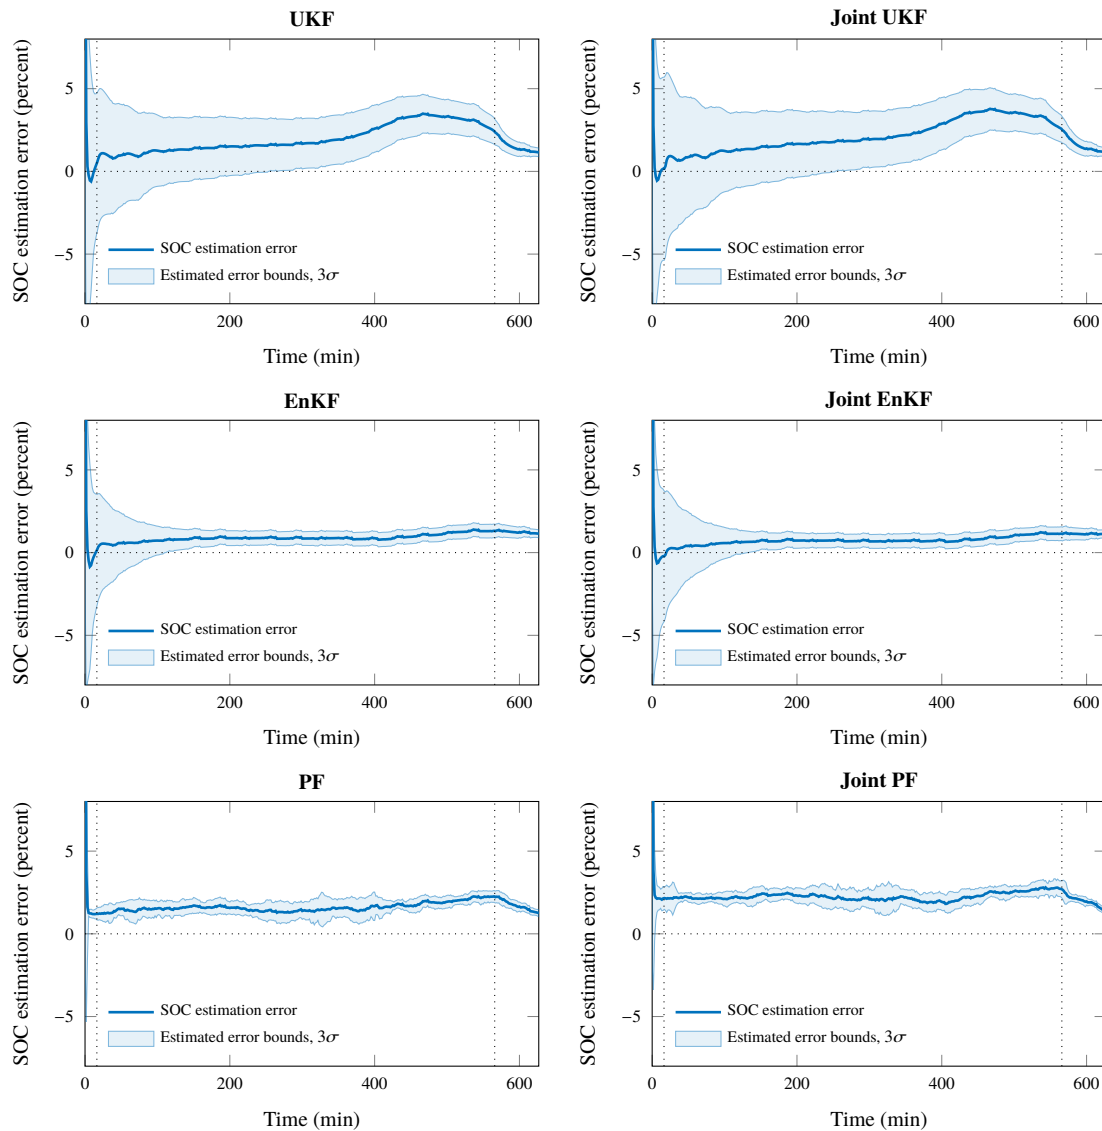 UKF
SOC estimation error (percent)
5
0
−5
SOC estimation error
Estimated error bounds, 3σ
0
200
400
600
Time (min)
Joint UKF
SOC estimation error (percent)
5
0
−5
SOC estimation error
Estimated error bounds, 3σ
0
200
400
600
Time (min)
EnKF
SOC estimation error (percent)
5
0
−5
SOC estimation error
Estimated error bounds, 3σ
0
200
400
600
Time (min)
Joint EnKF
SOC estimation error (percent)
5
0
−5
SOC estimation error
Estimated error bounds, 3σ
0
200
400
600
Time (min)
PF
SOC estimation error (percent)
5
0
−5
SOC estimation error
Estimated error bounds, 3σ
0
200
400
600
Time (min)
Joint PF
SOC estimation error (percent)
5
0
−5
SOC estimation error
Estimated error bounds, 3σ
0
200
400
600
Time (min)